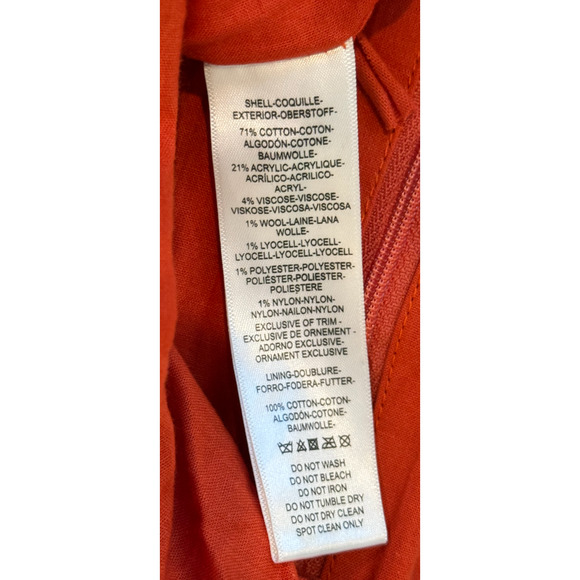 SHELL-COQUILLE-
EXTERIOR-OBERSTOFF-
71% COTTON-COTON-
ALGODÓN-COTONE-
BAUMWOLLE-
21% ACRYLIC-ACRYLIQUE-
ACRÍLICO-ACRILICO-
ACRYL-
4% VISCOSE-VISCOSE-
VISKOSE-VISCOSA-VISCOSA
1% WOOL-LAINE-LANA
WOLLE-
1% LYOCELL-LYOCELL-
LYOCELL-LYOCELL-LYOCELL
1% POLYESTER-POLYESTER-
POLIÉSTER-POLIESTER-
POLIESTERE
1% NYLON-NYLON-
NYLON-NAILON-NYLON
EXCLUSIVE OF TRIM -
EXCLUSIVE DE ORNEMENT -
ADORNO EXCLUSIVO-
ORNAMENT EXCLUSIVE
LINING-DOUBLURE-
FORRO-FODERA-FUTTER-
100% COTTON-COTON-
ALGODÓN-COTONE-
BAUMWOLLE-
DO NOT WASH
DO NOT BLEACH
DO NOT IRON
DO NOT TUMBLE DRY
DO NOT DRY CLEAN
SPOT CLEAN ONLY